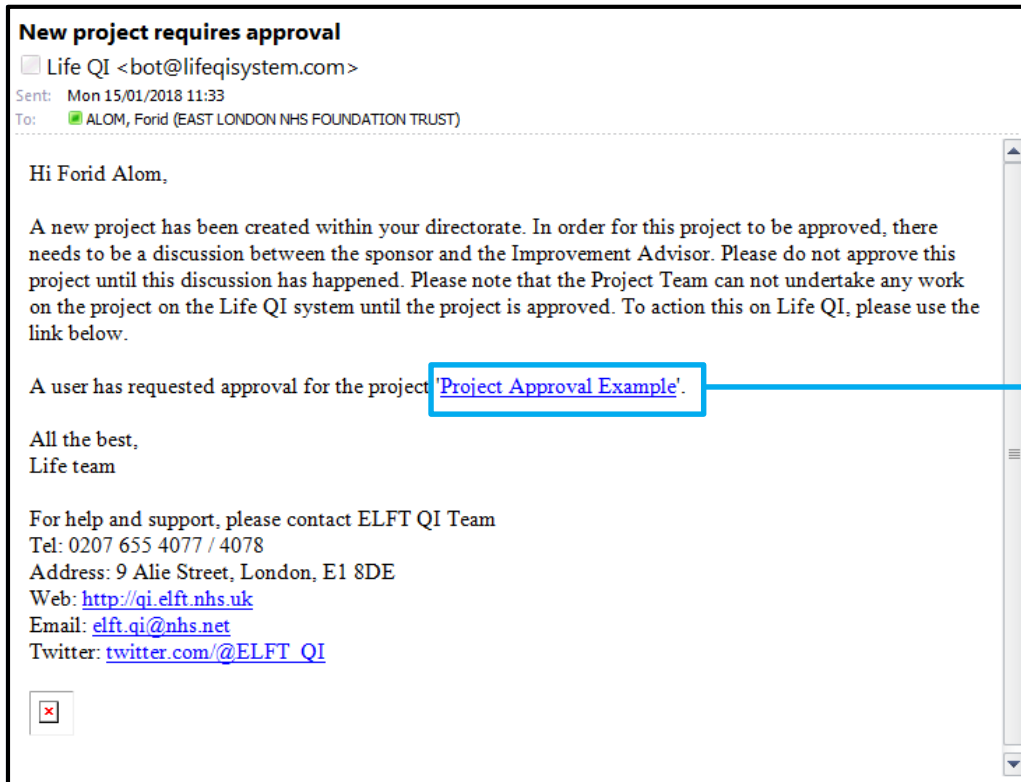 New project requires approval
Life QI <bot@lifeqisystem.com>
Sent: Mon 15/01/2018 11:33
To: ALOM, Forid (EAST LONDON NHS FOUNDATION TRUST)
Hi Forid Alom,
A new project has been created within your directorate. In order for this project to be approved, there
needs to be a discussion between the sponsor and the Improvement Advisor. Please do not approve this
project until this discussion has happened. Please note that the Project Team can not undertake any work
on the project on the Life QI system until the project is approved. To action this on Life QI, please use the
link below.
A user has requested approval for the project 'Project Approval Example'.
All the best,
Life team
For help and support, please contact ELFT QI Team
Tel: 0207 655 4077 / 4078
Address: 9 Alie Street, London, E1 8DE
Web: http://qi.elft.nhs.uk
Email: elft.qi@nhs.net
Twitter: twitter.com/@ELFT_QI